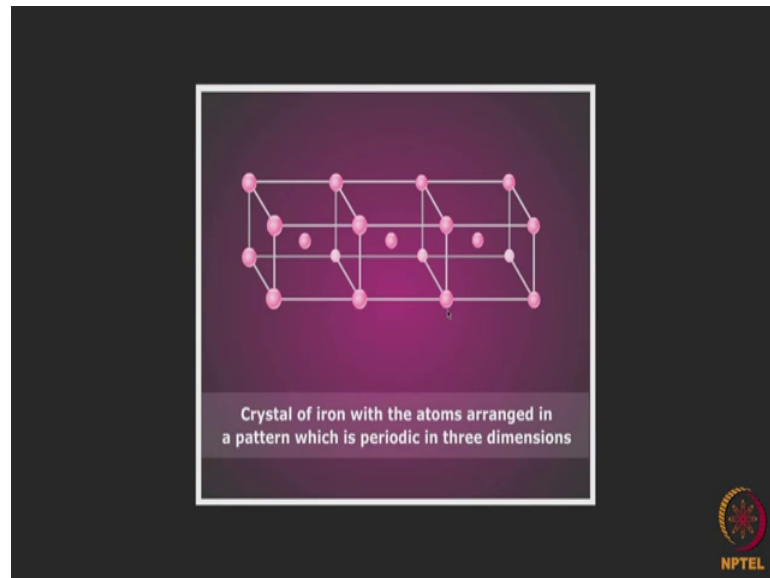 Crystal of iron with the atoms arranged in
a pattern which is periodic in three dimensions
NPTEL